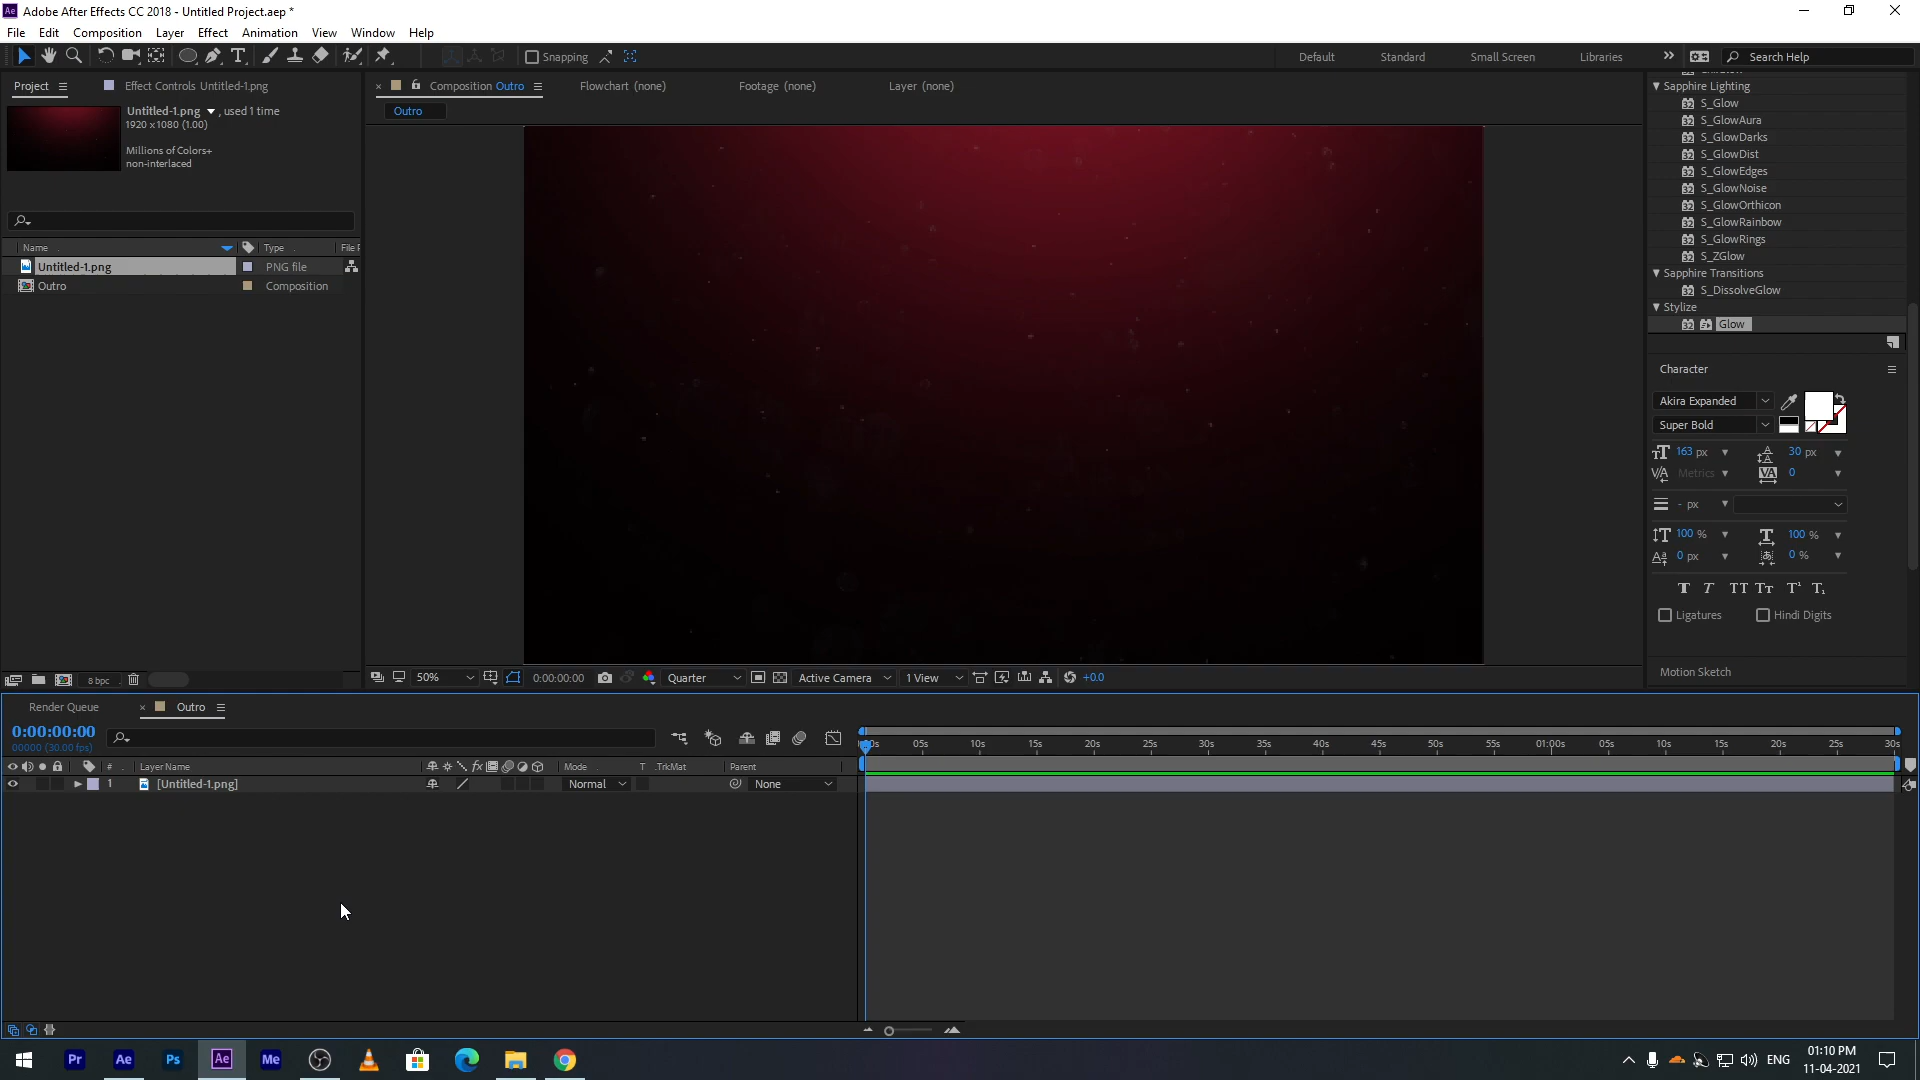 Adobe After Effects CC 2018 - Untitled Project.aep *
File Edit Composition Layer Effect Animation View Window Help
Snapping
Default Standard Small Screen Libraries Search Help
Project Effect Controls Untitled-1.png
Composition Outro Flowchart (none) Footage (none) Layer (none)
Outro
Untitled-1.png , used 1 time
1920 x 1080 (1.00)
Millions of Colors+
non-interlaced
Name Type
Untitled-1.png PNG file
Outro Composition
8 bpc
50% 0:00:00:00 Quarter Active Camera 1 View +0.0
Sapphire Lighting
S_Glow
S_GlowAura
S_GlowDarks
S_GlowDist
S_GlowEdges
S_GlowNoise
S_GlowOrthicon
S_GlowRainbow
S_GlowRings
S_ZGlow
Sapphire Transitions
S_DissolveGlow
Stylize
Glow
Character
Akira Expanded
Super Bold
163 px 30 px
Metrics 0
- px
100 % 100 %
0 px 0 %
Ligatures Hindi Digits
Motion Sketch
Render Queue Outro
0:00:00:00
00000 (30.00 fps)
05s 10s 15s 20s 25s 30s 35s 40s 45s 50s 55s 01:00s 05s 10s 15s 20s 25s 30s
# Layer Name Mode T .TrkMat Parent
1 [Untitled-1.png] Normal None
ENG 01:10 PM
11-04-2021